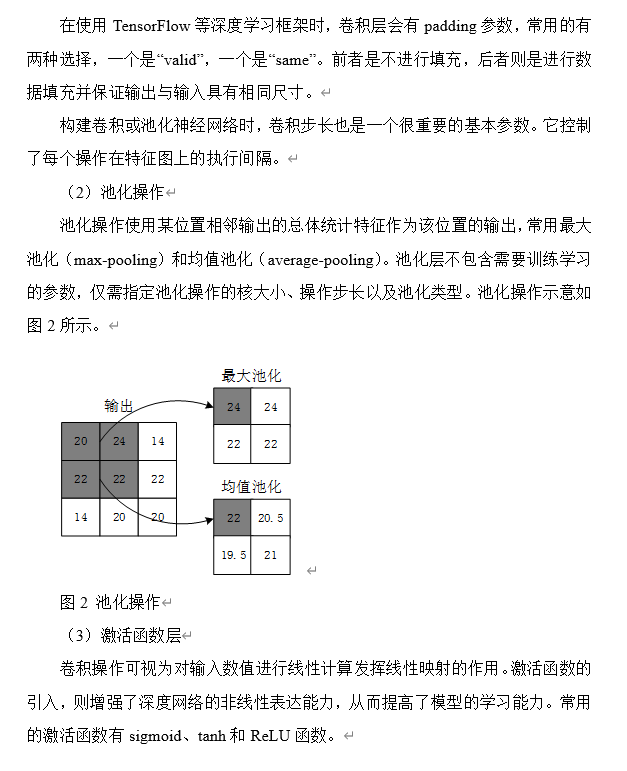 在使用 TensorFlow 等深度学习框架时，卷积层会有 padding 参数，常用的有
两种选择，一个是“valid”，一个是“same”。前者是不进行填充，后者则是进行数
据填充并保证输出与输入具有相同尺寸。↵
构建卷积或池化神经网络时，卷积步长也是一个很重要的基本参数。它控制
了每个操作在特征图上的执行间隔。↵
（2）池化操作↵
池化操作使用某位置相邻输出的总体统计特征作为该位置的输出，常用最大
池化（max-pooling）和均值池化（average-pooling）。池化层不包含需要训练学习
的参数，仅需指定池化操作的核大小、操作步长以及池化类型。池化操作示意如
图 2 所示。↵
最大池化
24 24
22 22
输出
20 24 14
22 22 22
14 20 20
均值池化
22 20.5
19.5 21
↵
图 2 池化操作↵
（3）激活函数层↵
卷积操作可视为对输入数值进行线性计算发挥线性映射的作用。激活函数的
引入，则增强了深度网络的非线性表达能力，从而提高了模型的学习能力。常用
的激活函数有 sigmoid、tanh 和 ReLU 函数。↵